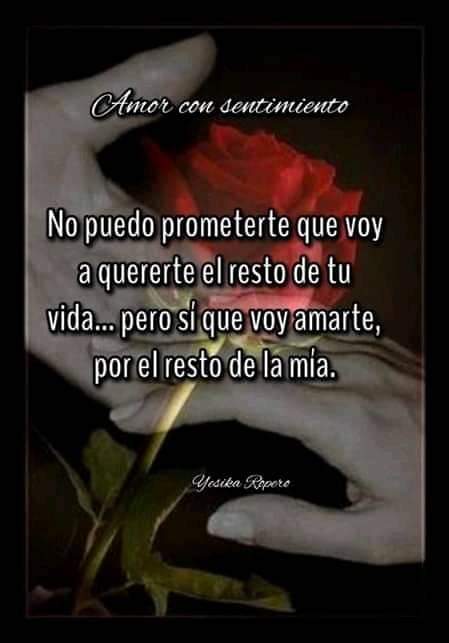 Amor con sentimiento
No puedo prometerte que voy
a quererte el resto de tu
vida... pero sí que voy amarte,
por el resto de la mía.
Yesika Ropero